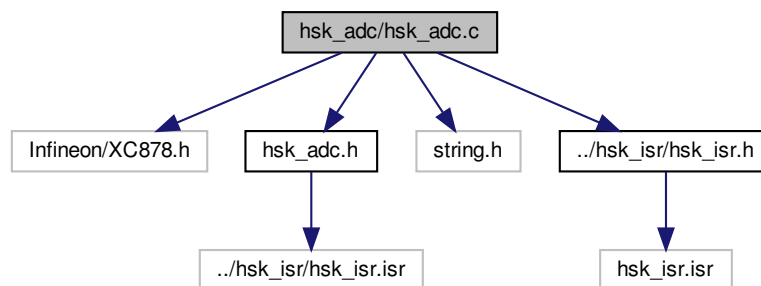 hsk_adc/hsk_adc.c
Infineon/XC878.h
hsk_adc.h
string.h
../hsk_isr/hsk_isr.h
../hsk_isr/hsk_isr.isr
hsk_isr.isr